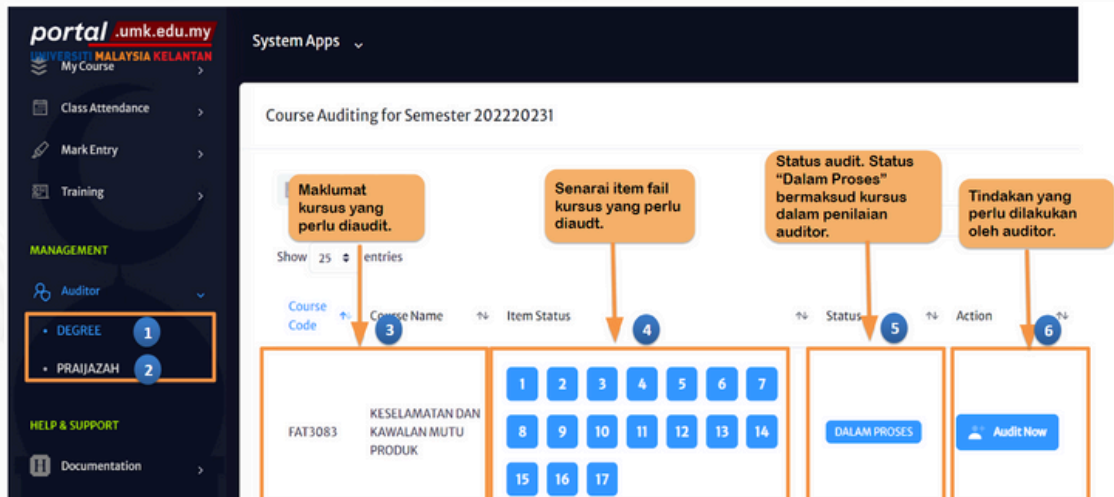 portal .umk.edu.my
UNIVERSITI MALAYSIA KELANTAN
My Course
Class Attendance
Mark Entry
Training
MANAGEMENT
Auditor
• DEGREE 1
• PRAIJAZAH 2
HELP & SUPPORT
Documentation
System Apps
Course Auditing for Semester 202220231
Maklumat
kursus yang
perlu diaudit.
Senarai item fail
kursus yang perlu
diaudt.
Status audit. Status
“Dalam Proses”
bermaksud kursus
dalam penilaian
auditor.
Tindakan yang
perlu dilakukan
oleh auditor.
Show 25 entries
Course
Code
Course Name
Item Status
Status
Action
3
4
5
6
FAT3083
KESELAMATAN DAN
KAWALAN MUTU
PRODUK
1 2 3 4 5 6 7
8 9 10 11 12 13 14
15 16 17
DALAM PROSES
Audit Now